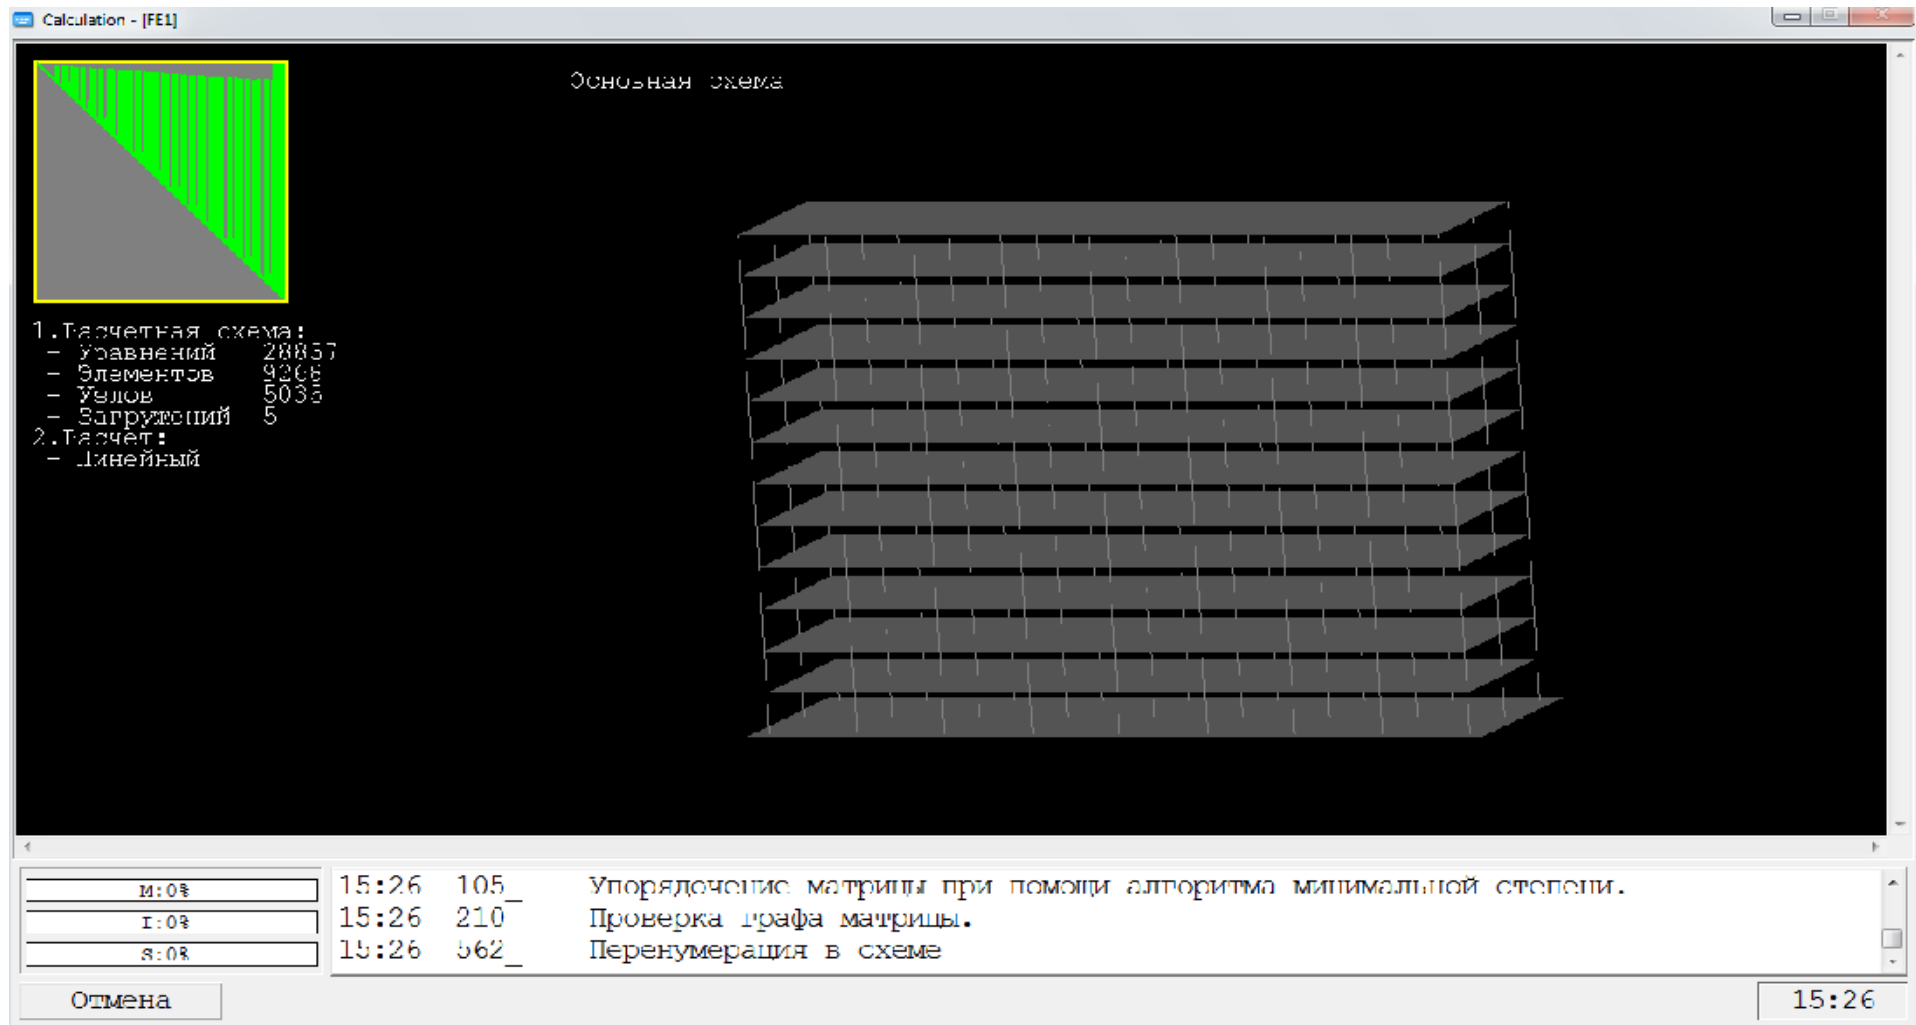 Calculation - [FE1]
Основная схема
1.Расчетная схема:
- Уравнений 28857
- Элементов 9268
- Узлов
- Загружений 5
2.Расчет:
- Линейный
М:0%
I:0%
S:0%
15:26 105_ Упорядочение матрицы при помощи алгоритма минимальной степени.
15:26 210_ Проверка графа матрицы.
15:26 562_ Перенумерация в схеме
Отмена
15:26